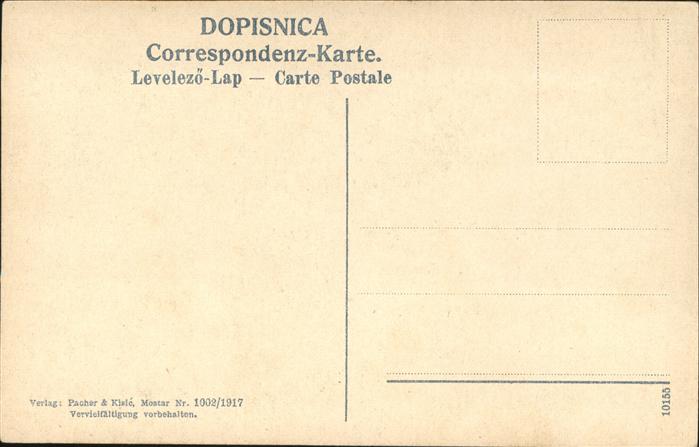 DOPISNICA
Correspondenz-Karte.
Levelező-Lap — Carte Postale
Verlag: Pacher & Kisić, Mostar Nr. 1002/1917
Vervielfältigung vorbehalten.
10155